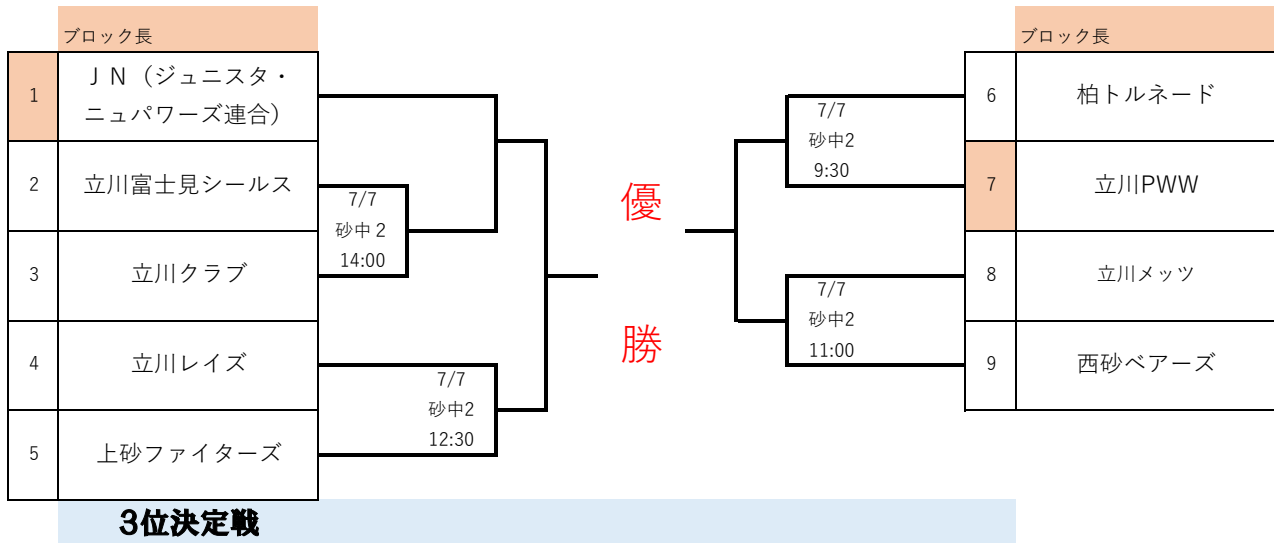 ブロック長
1
ＪＮ（ジュニスタ・
ニュパワーズ連合）
2
立川富士見シールス
3
立川クラブ
4
立川レイズ
5
上砂ファイターズ
7/7
砂中２
14:00
7/7
砂中2
12:30
優
勝
7/7
砂中2
9:30
7/7
砂中2
11:00
ブロック長
6
柏トルネード
7
立川PWW
8
立川メッツ
9
西砂ベアーズ
3位決定戦